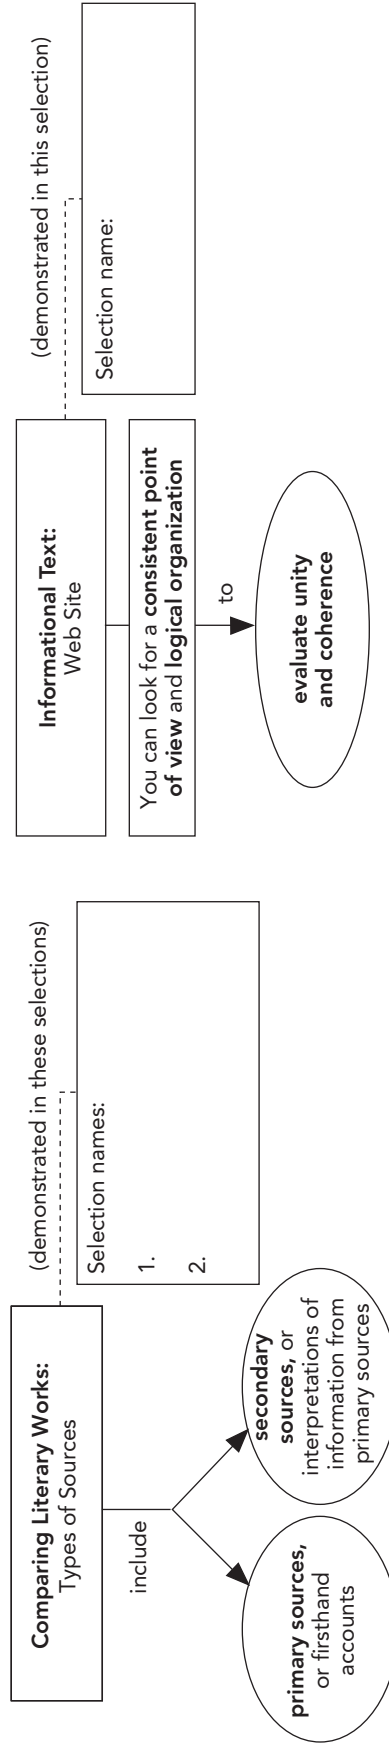 Comparing Literary Works:
Types of Sources
(demonstrated in these selections)
Selection names:
1.
2.
include
primary sources,
or firsthand
accounts
secondary
sources, or
interpretations of
information from
primary sources
Informational Text:
Web Site
(demonstrated in this selection)
Selection name:
You can look for a consistent point
of view and logical organization
to
evaluate unity
and coherence